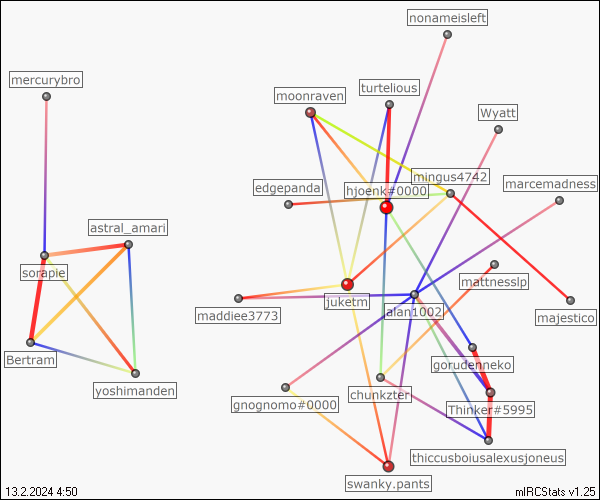 nonameisleft
mercurybro
turtelious
moonraven
Wyatt
mingus4742
marcemadness
edgepanda
hjoenk#0000
astral_amari
sorapie
mattnesslp
maddiee3773
juketm
alan1002
majestico
Bertram
gorudenneko
yoshimanden
chunkzter
gnognomo#0000
Thinker#5995
thiccusboiusalexusjoneus
swanky.pants
13.2.2024 4:50
mIRCStats v1.25